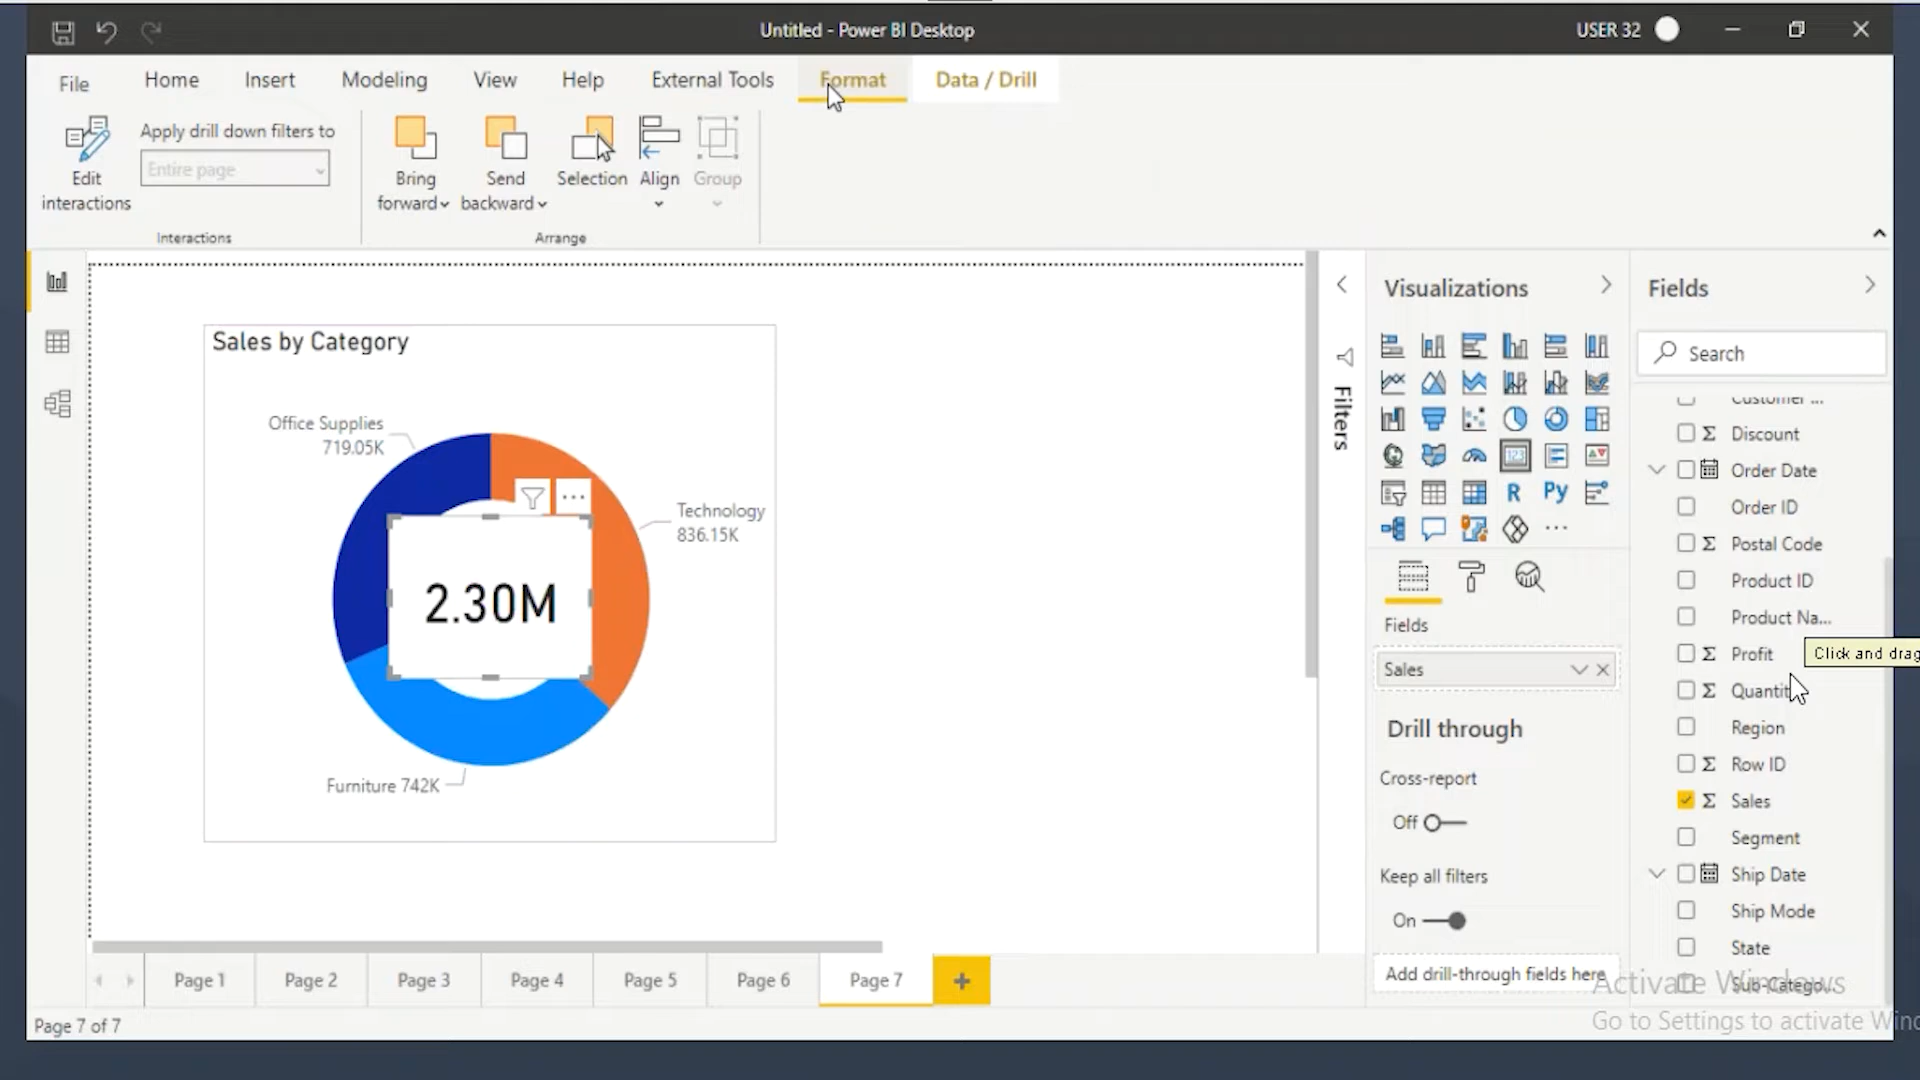 Untitled - Power BI Desktop
USER 32
File
Home
Insert
Modeling
View
Help
External Tools
Format
Data / Drill
Edit
interactions
Apply drill down filters to
Entire page
Interactions
Bring
forward
Send
backward
Selection
Align
Group
Arrange
Sales by Category
Office Supplies
719.05K
Technology
836.15K
2.30M
Furniture 742K
Filters
Visualizations
R
Py
123
Fields
Sales
Drill through
Cross-report
Off
Keep all filters
On
Add drill-through fields here
Fields
Search
Customer ...
Discount
Order Date
Order ID
Postal Code
Product ID
Product Na...
Profit
Click and drag
Quantit
Region
Row ID
Sales
Segment
Ship Date
Ship Mode
State
Sub-Catego...
Page 1
Page 2
Page 3
Page 4
Page 5
Page 6
Page 7
+
Page 7 of 7
Activate Windows
Go to Settings to activate Win